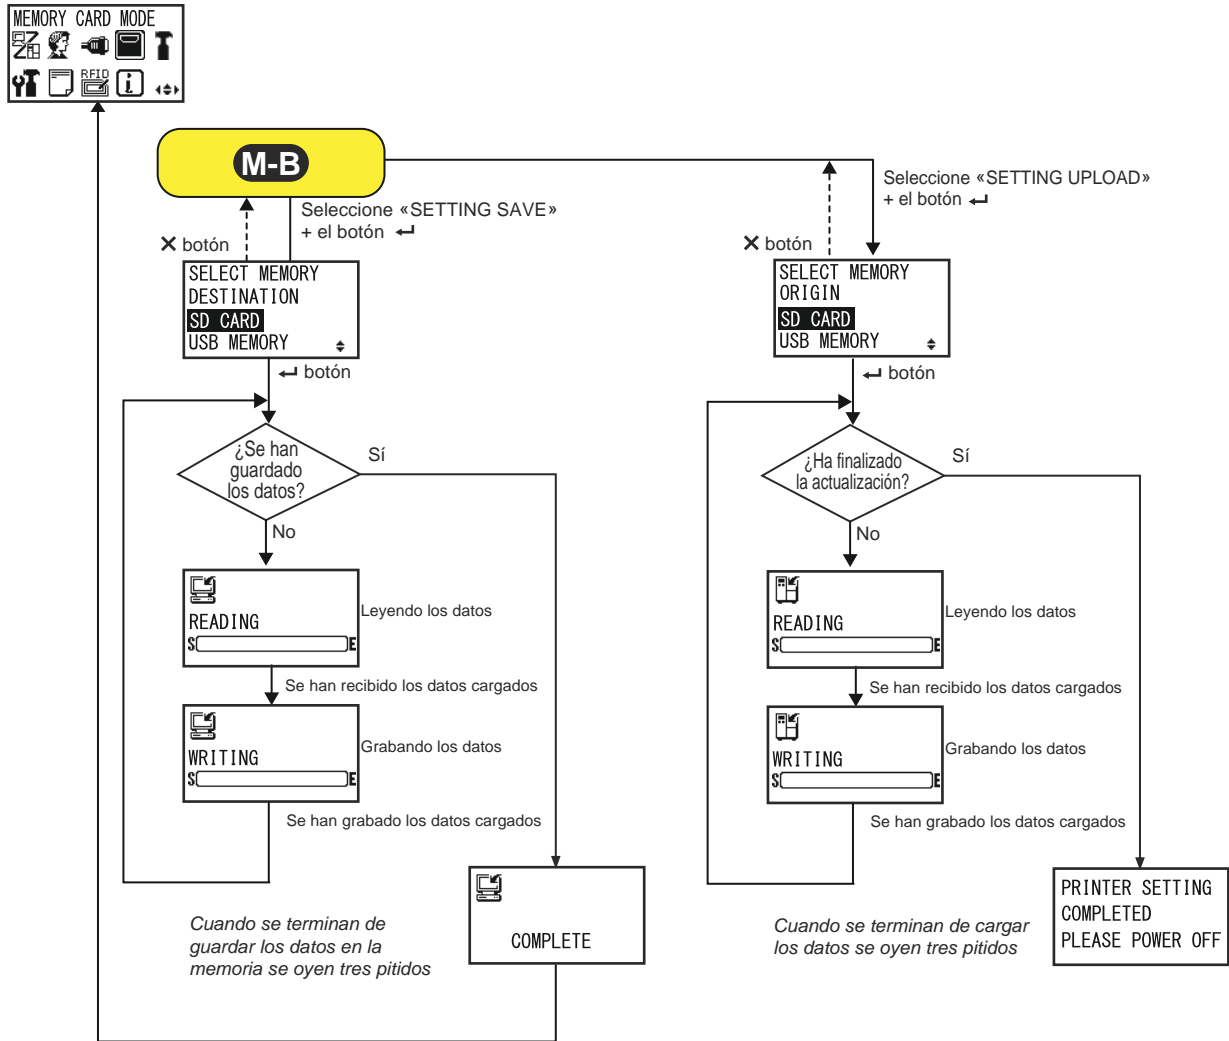 MEMORY CARD MODE
RFID
i
M-B
Seleccione «SETTING SAVE»
+ el botón ↵
✕ botón
SELECT MEMORY
DESTINATION
SD CARD
USB MEMORY
↵ botón
¿Se han
guardado
los datos?
Sí
No
READING
S E
Leyendo los datos
Se han recibido los datos cargados
WRITING
S E
Grabando los datos
Se han grabado los datos cargados
COMPLETE
Cuando se terminan de
guardar los datos en la
memoria se oyen tres pitidos
Seleccione «SETTING UPLOAD»
+ el botón ↵
✕ botón
SELECT MEMORY
ORIGIN
SD CARD
USB MEMORY
↵ botón
¿Ha finalizado
la actualización?
Sí
No
READING
S E
Leyendo los datos
Se han recibido los datos cargados
WRITING
S E
Grabando los datos
Se han grabado los datos cargados
PRINTER SETTING
COMPLETED
PLEASE POWER OFF
Cuando se terminan de cargar
los datos se oyen tres pitidos